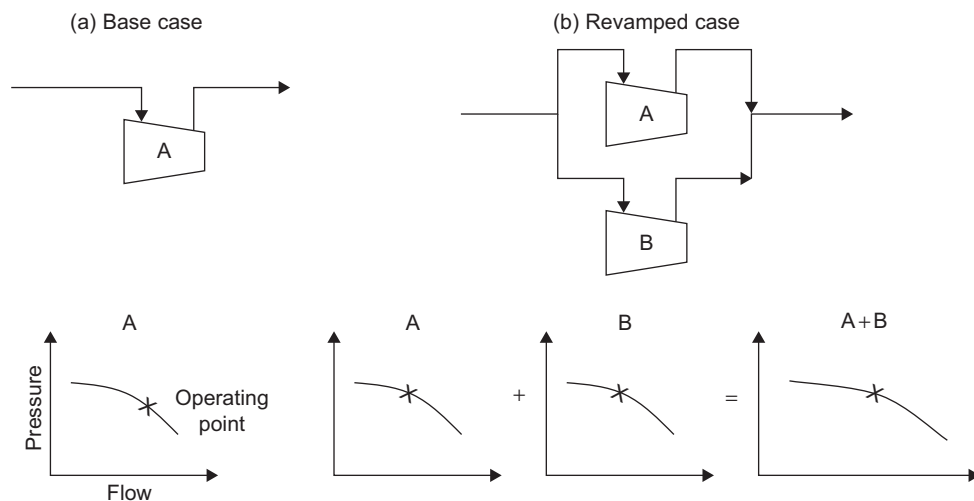 (a) Base case
(b) Revamped case
A
A
B
A
A
B
A+B
Pressure
Operating
point
+
=
Flow